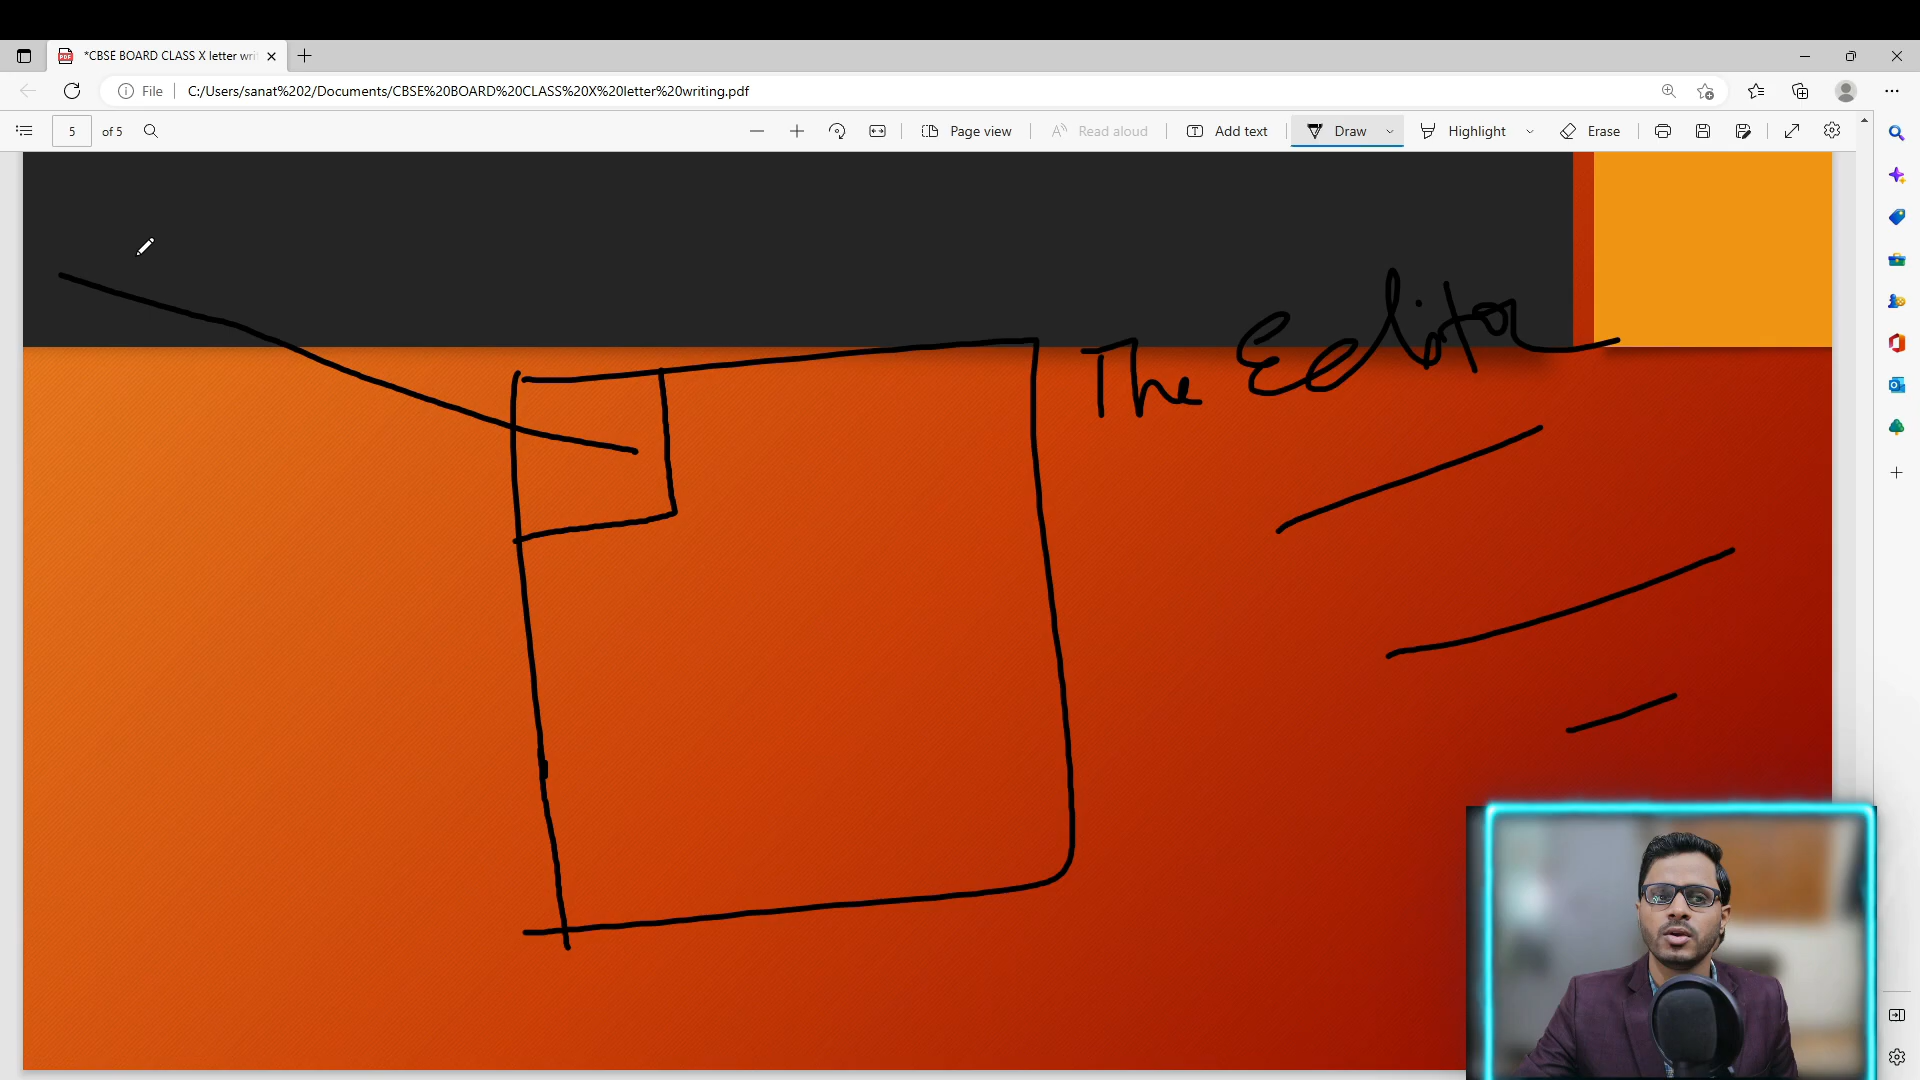 *CBSE BOARD CLASS X letter wri
File C:/Users/sanat%202/Documents/CBSE%20BOARD%20CLASS%20X%20letter%20writing.pdf
5 of 5 Page view Read aloud Add text Draw Highlight Erase
The Editor